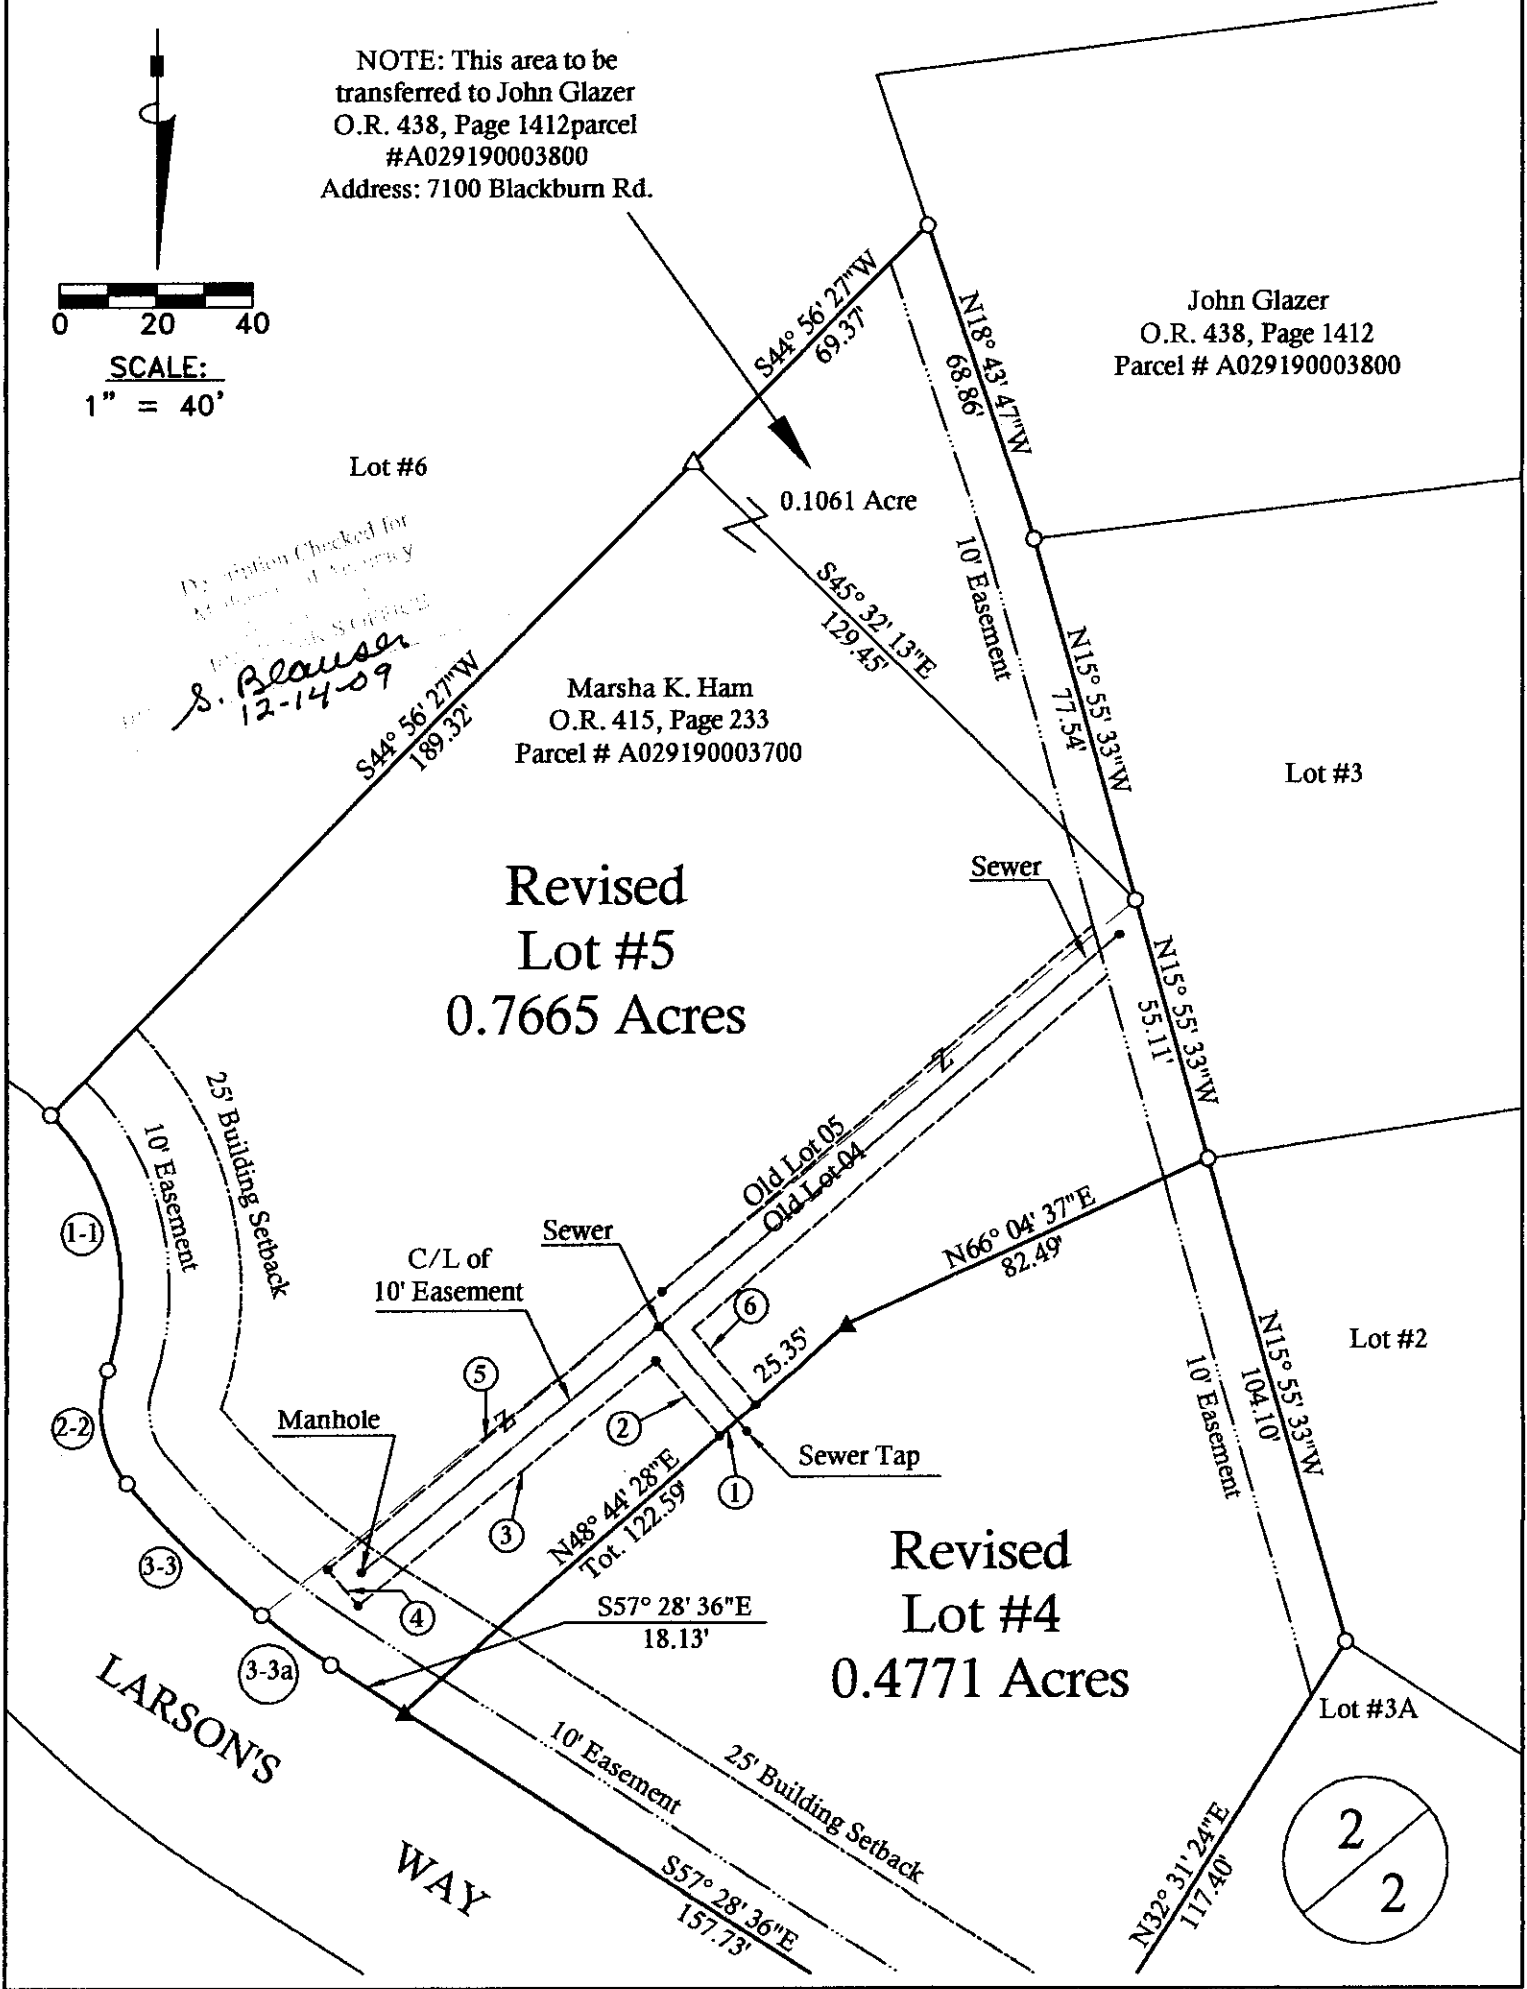 NOTE: This area to be
transferred to John Glazer
O.R. 438, Page 1412parcel
#A029190003800
Address: 7100 Blackburn Rd.
0 20 40
SCALE:
1" = 40'
S44° 56' 27"W
69.37'
N18° 43' 47"W
68.86'
John Glazer
O.R. 438, Page 1412
Parcel # A029190003800
Lot #6
0.1061 Acre
Description Checked for
S. Beauser
12-14-09
10' Easement
S45° 32' 13"E
129.45'
S44° 56' 27"W
189.32'
Marsha K. Ham
O.R. 415, Page 233
Parcel # A029190003700
N15° 55' 33"W
77.54'
Lot #3
Revised
Lot #5
0.7665 Acres
Sewer
N15° 55' 33"W
55.11'
10' Easement
25' Building Setback
Z
Old Lot 05
Old Lot 04
1-1
Sewer
C/L of
10' Easement
N66° 04' 37"E
82.49'
6
25.35'
N15° 55' 33"W
104.10'
Lot #2
10' Easement
5
Z
2-2
Manhole
2
Sewer Tap
1
3
N48° 44' 28"E
Tot. 122.59'
3-3
4
S57° 28' 36"E
18.13'
Revised
Lot #4
0.4771 Acres
3-3a
LARSON'S
WAY
Lot #3A
10' Easement
25' Building Setback
S57° 28' 36"E
157.73'
N32° 31' 24"E
117.40'
2
2